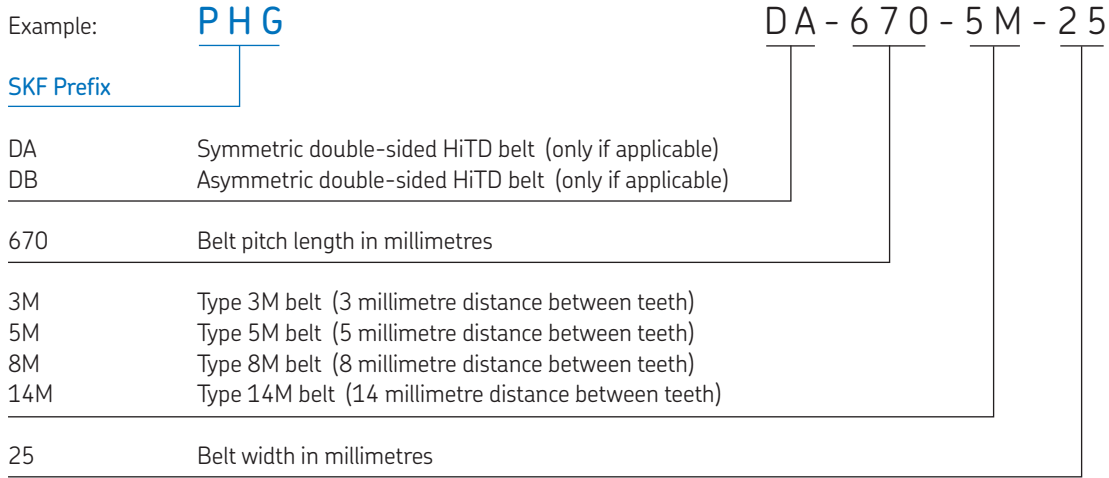 Example: PHG DA-670-5M-25
SKF Prefix
DA Symmetric double-sided HiTD belt (only if applicable)
DB Asymmetric double-sided HiTD belt (only if applicable)
670 Belt pitch length in millimetres
3M Type 3M belt (3 millimetre distance between teeth)
5M Type 5M belt (5 millimetre distance between teeth)
8M Type 8M belt (8 millimetre distance between teeth)
14M Type 14M belt (14 millimetre distance between teeth)
25 Belt width in millimetres